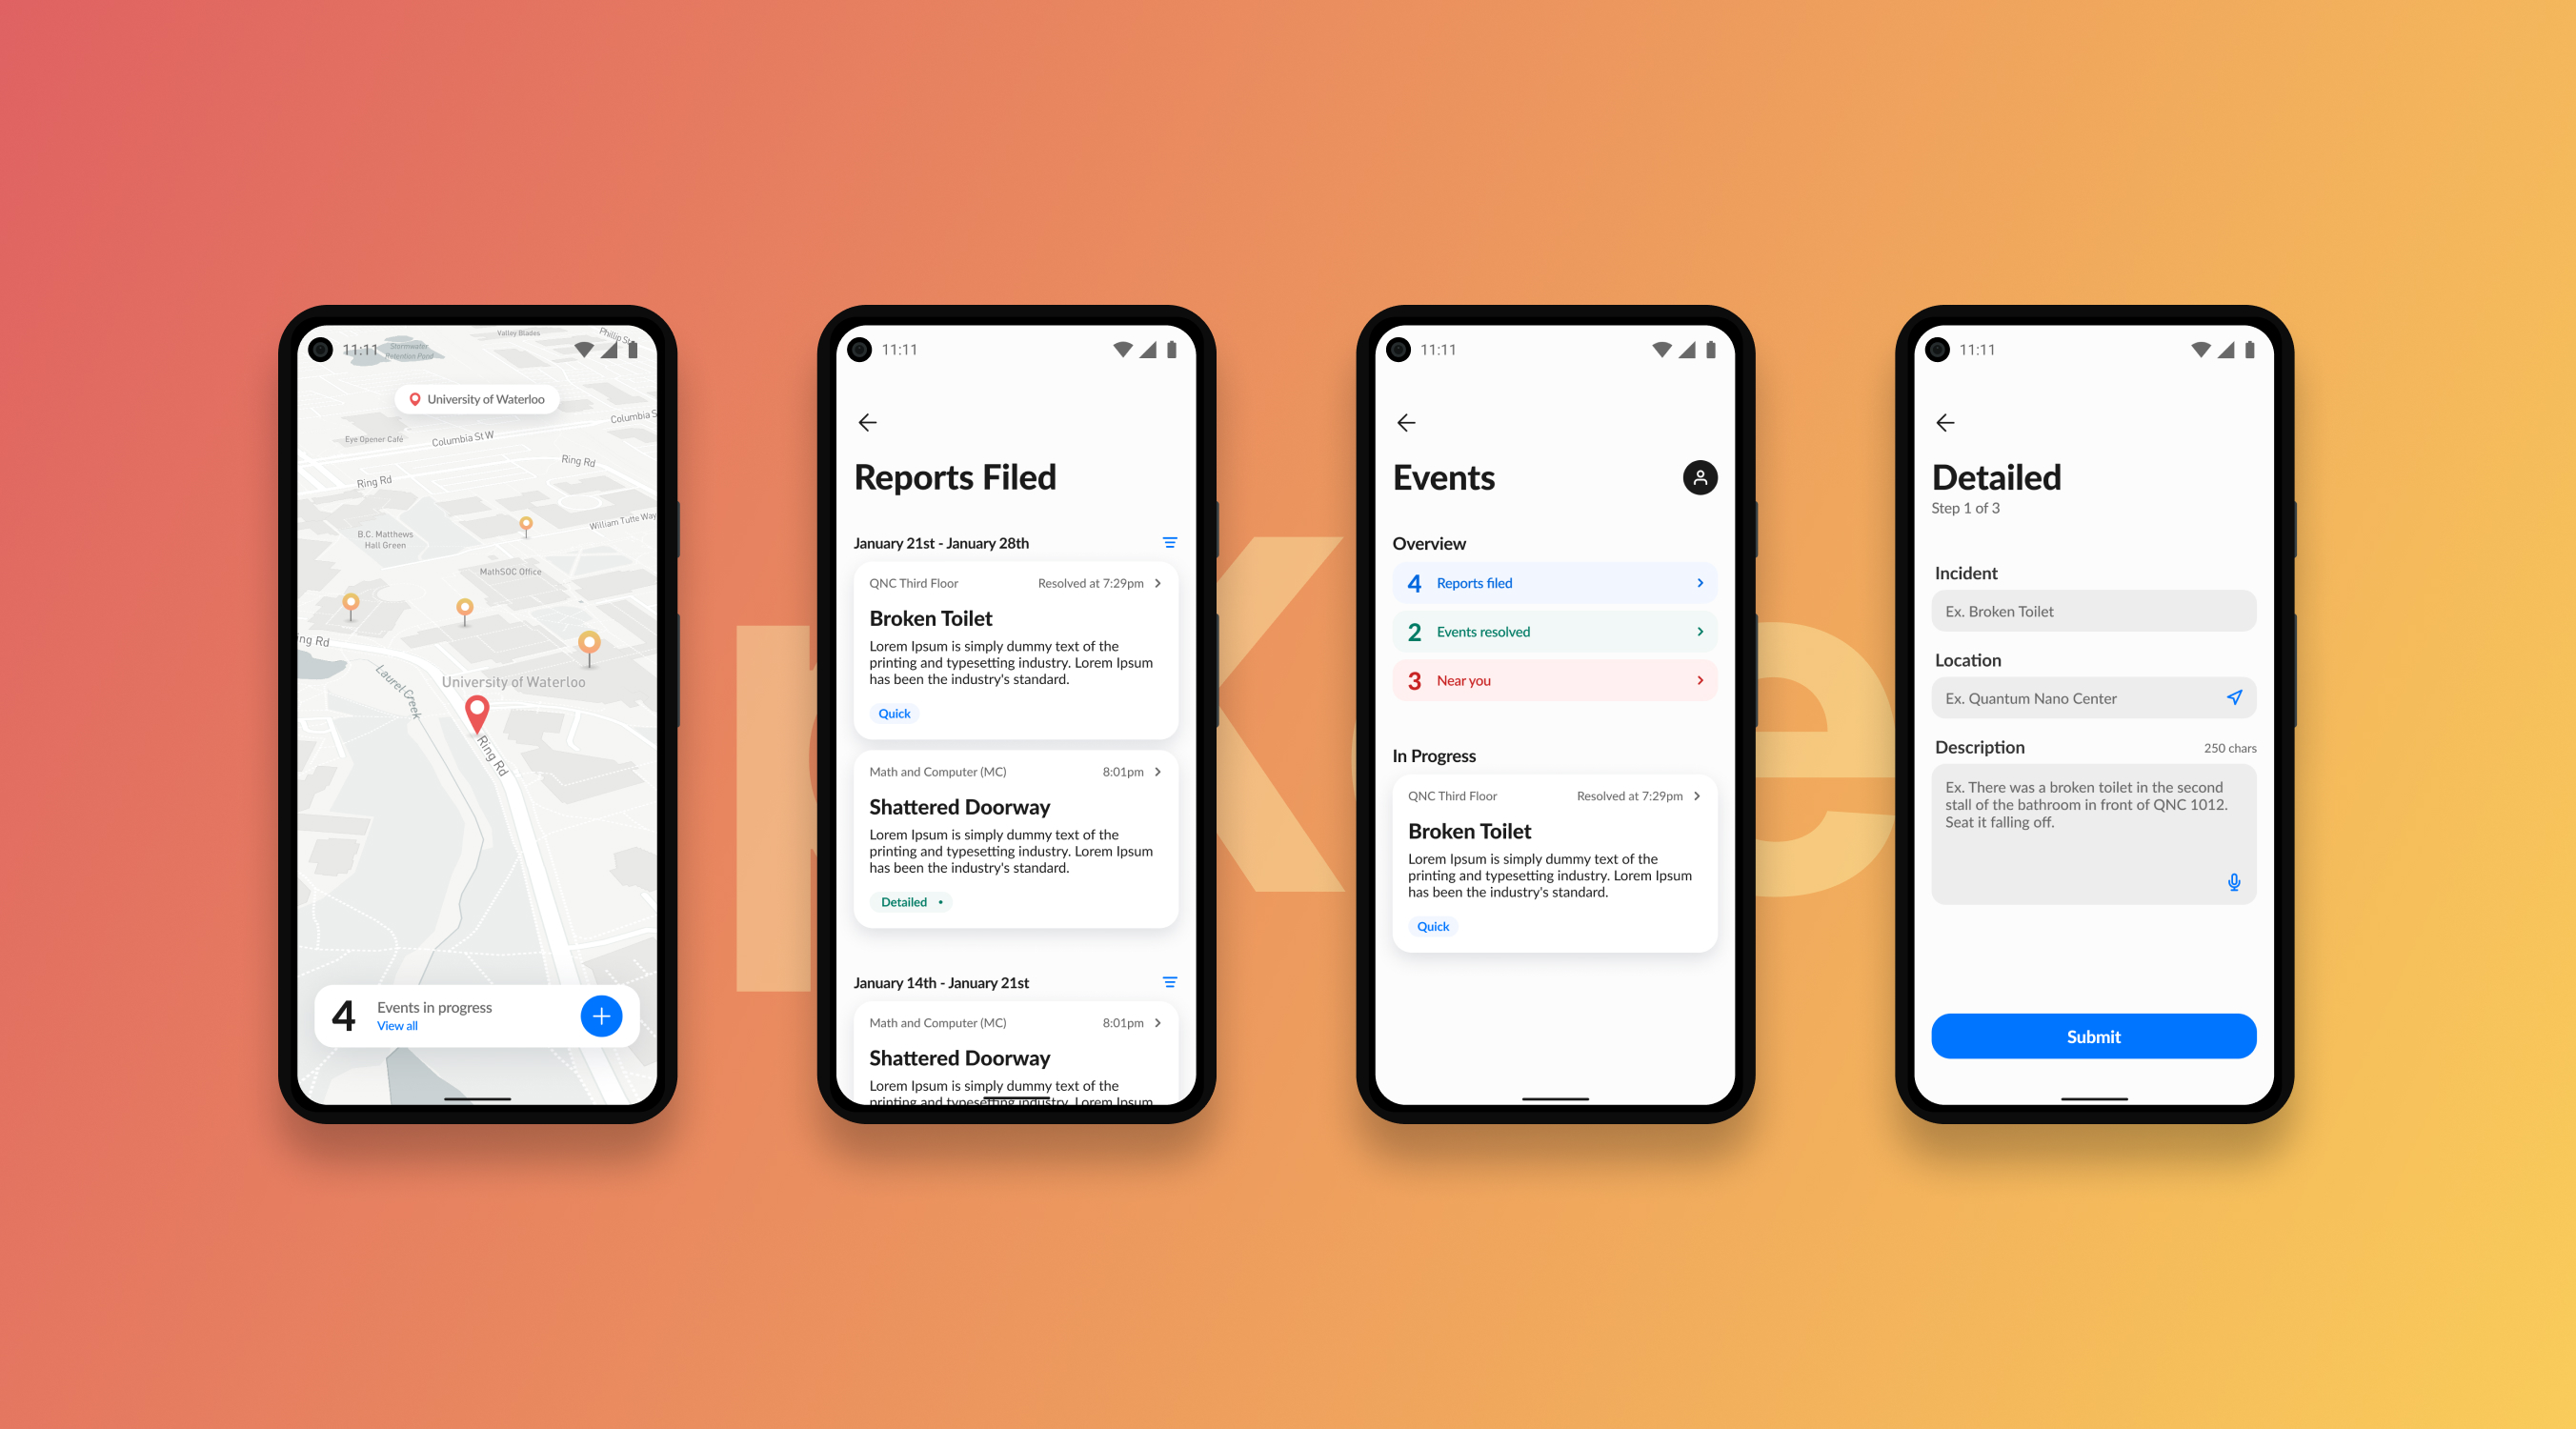 11:11
Valley Blades
Phillip St
Stormwater
Retention Pond
University of Waterloo
Columbia S
Eye Opener Café
Columbia St W
Ring Rd
Ring Rd
William Tutte Way
B.C. Matthews
Hall Green
MathSOC Office
ing Rd
Laurel Creek
University of Waterloo
Ring Rd
4
Events in progress
View all
11:11
Reports Filed
January 21st - January 28th
QNC Third Floor Resolved at 7:29pm
Broken Toilet
Lorem Ipsum is simply dummy text of the
printing and typesetting industry. Lorem Ipsum
has been the industry's standard.
Quick
Math and Computer (MC) 8:01pm
Shattered Doorway
Lorem Ipsum is simply dummy text of the
printing and typesetting industry. Lorem Ipsum
has been the industry's standard.
Detailed •
January 14th - January 21st
Math and Computer (MC) 8:01pm
Shattered Doorway
Lorem Ipsum is simply dummy text of the
printing and typesetting industry. Lorem Ipsum
11:11
Events
Overview
4 Reports filed
2 Events resolved
3 Near you
In Progress
QNC Third Floor Resolved at 7:29pm
Broken Toilet
Lorem Ipsum is simply dummy text of the
printing and typesetting industry. Lorem Ipsum
has been the industry's standard.
Quick
11:11
Detailed
Step 1 of 3
Incident
Ex. Broken Toilet
Location
Ex. Quantum Nano Center
Description 250 chars
Ex. There was a broken toilet in the second
stall of the bathroom in front of QNC 1012.
Seat it falling off.
Submit